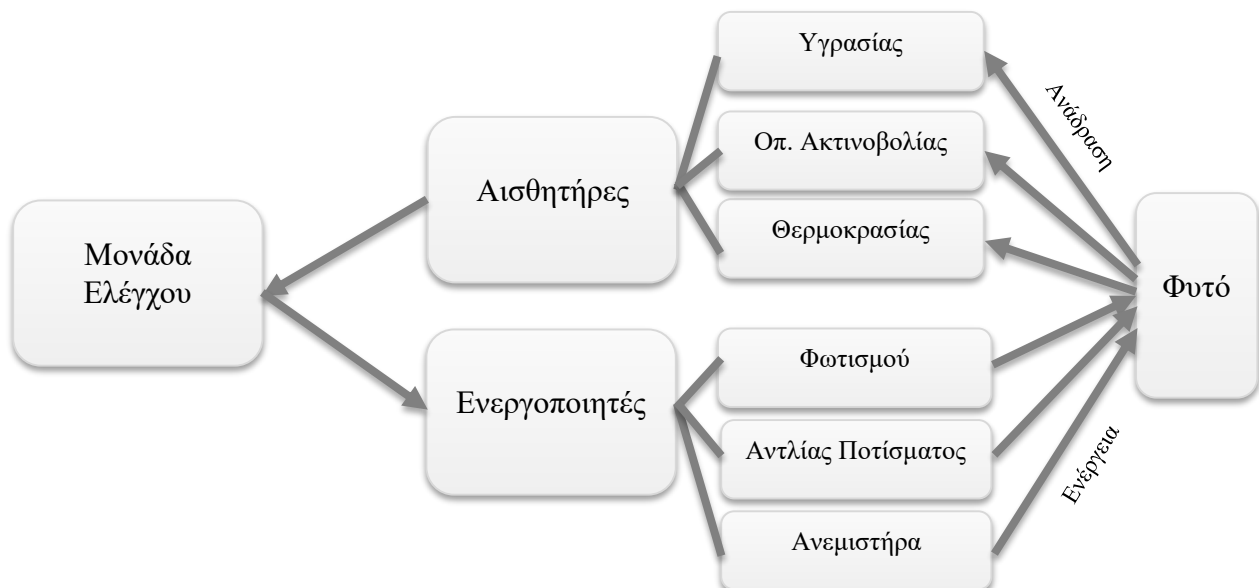 Μονάδα
Ελέγχου
Αισθητήρες
Ενεργοποιητές
Υγρασίας
Οπ. Ακτινοβολίας
Θερμοκρασίας
Φωτισμού
Αντλίας Ποτίσματος
Ανεμιστήρα
Ανάδραση
Ενέργεια
Φυτό